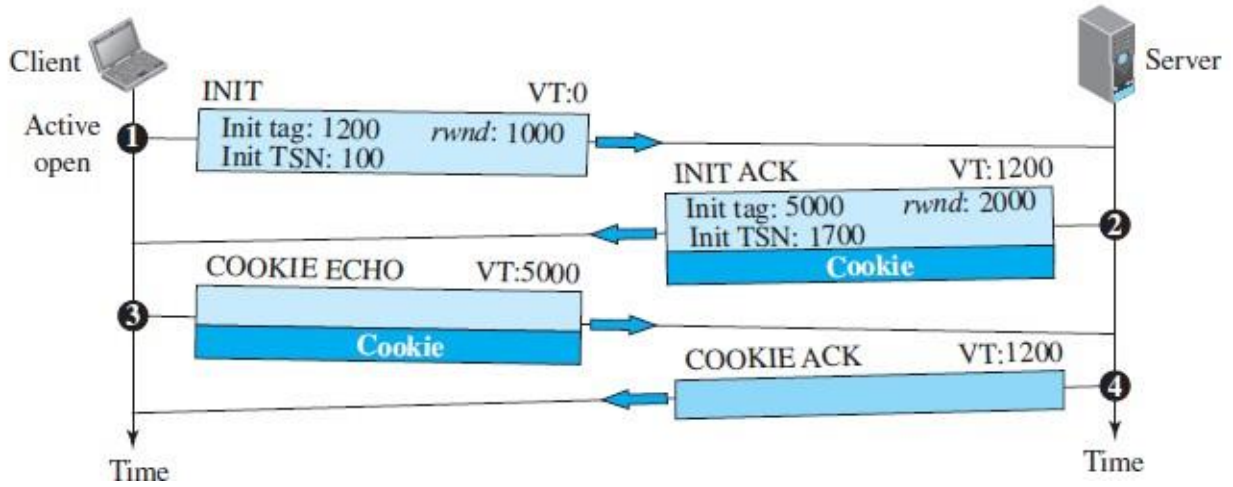 Client
Server
INIT VT:0
Active
open
1
Init tag: 1200 rwnd: 1000
Init TSN: 100
INIT ACK VT:1200
Init tag: 5000 rwnd: 2000
Init TSN: 1700
2
Cookie
COOKIE ECHO VT:5000
3
Cookie
COOKIE ACK VT:1200
4
Time
Time